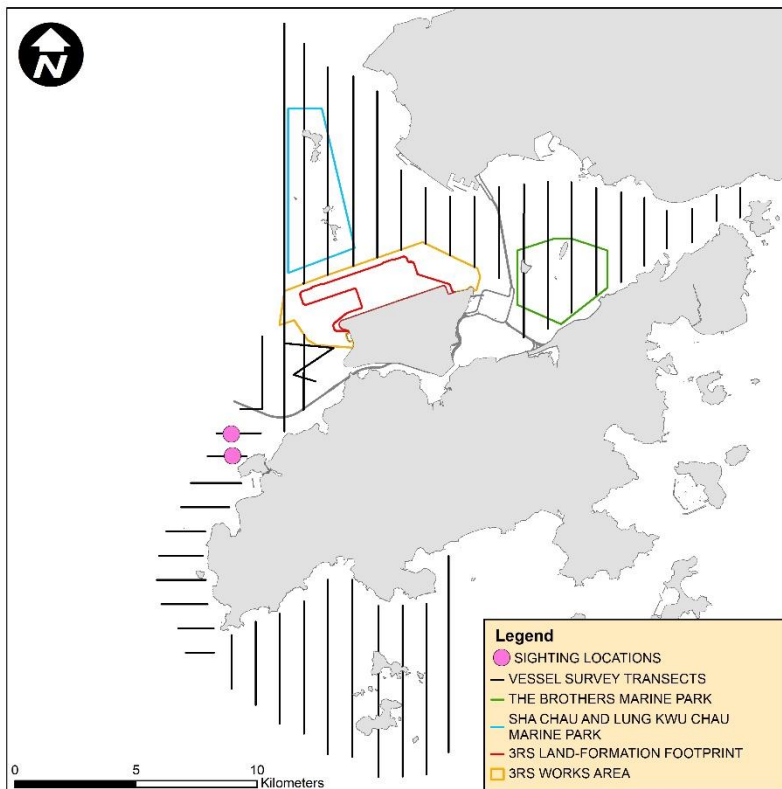 N
Legend
SIGHTING LOCATIONS
VESSEL SURVEY TRANSECTS
THE BROTHERS MARINE PARK
SHA CHAU AND LUNG KWU CHAU
MARINE PARK
3RS LAND-FORMATION FOOTPRINT
3RS WORKS AREA
0 5 10
Kilometers